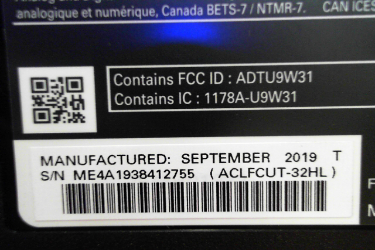 analogique et numérique, Canada BETS-7 / NTMR-7. CAN ICES
Contains FCC ID : ADTU9W31
Contains IC : 1178A-U9W31
MANUFACTURED: SEPTEMBER 2019 T
S/N ME4A1938412755 ( ACLFCUT-32HL )
F
M